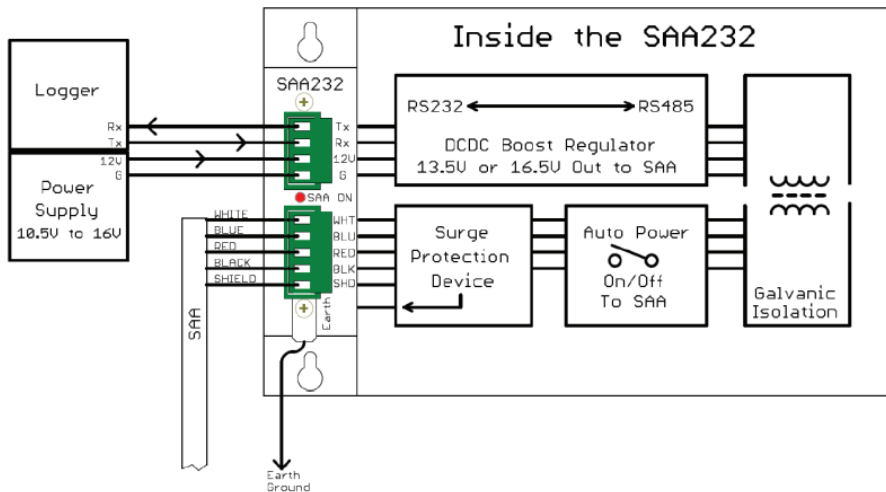 Inside the SAA232
Logger
Rx
Tx
12V
G
Power
Supply
10.5V to 16V
SAA232
Tx
Rx
12V
G
SAA ON
WHITE
BLUE
RED
BLACK
SHIELD
WHT
BLU
RED
BLK
SHD
Earth
SAA
Earth
Ground
RS232
RS485
DCDC Boost Regulator
13.5V or 16.5V Out to SAA
Surge
Protection
Device
Auto Power
On/Off
To SAA
Galvanic
Isolation